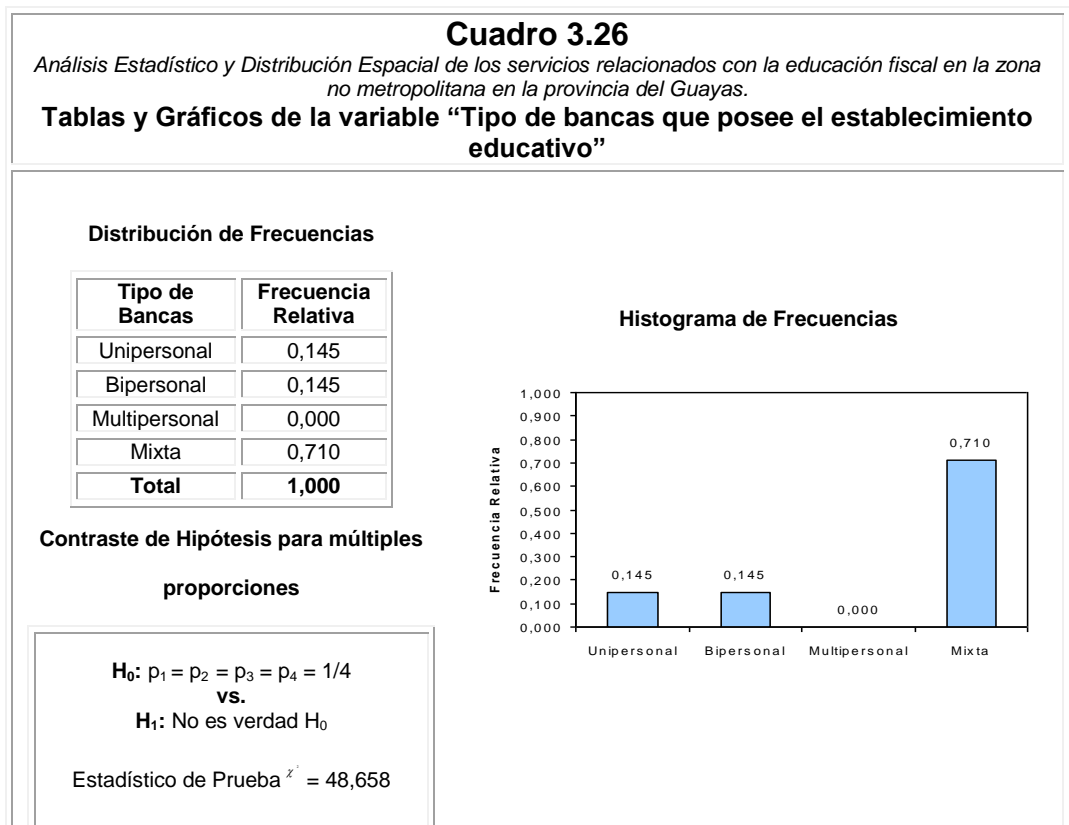 Cuadro 3.26
Análisis Estadístico y Distribución Espacial de los servicios relacionados con la educación fiscal en la zona
no metropolitana en la provincia del Guayas.
Tablas y Gráficos de la variable “Tipo de bancas que posee el establecimiento
educativo”
Distribución de Frecuencias
Tipo de Bancas Frecuencia Relativa
Unipersonal 0,145
Bipersonal 0,145
Multipersonal 0,000
Mixta 0,710
Total 1,000
Contraste de Hipótesis para múltiples
proporciones
H₀: p₁ = p₂ = p₃ = p₄ = 1/4
vs.
H₁: No es verdad H₀
Estadístico de Prueba χ² = 48,658
Histograma de Frecuencias
Frecuencia Relativa
1,000
0,900
0,800
0,700
0,600
0,500
0,400
0,300
0,200
0,100
0,000
0,145 0,145 0,000 0,710
Unipersonal Bipersonal Multipersonal Mixta